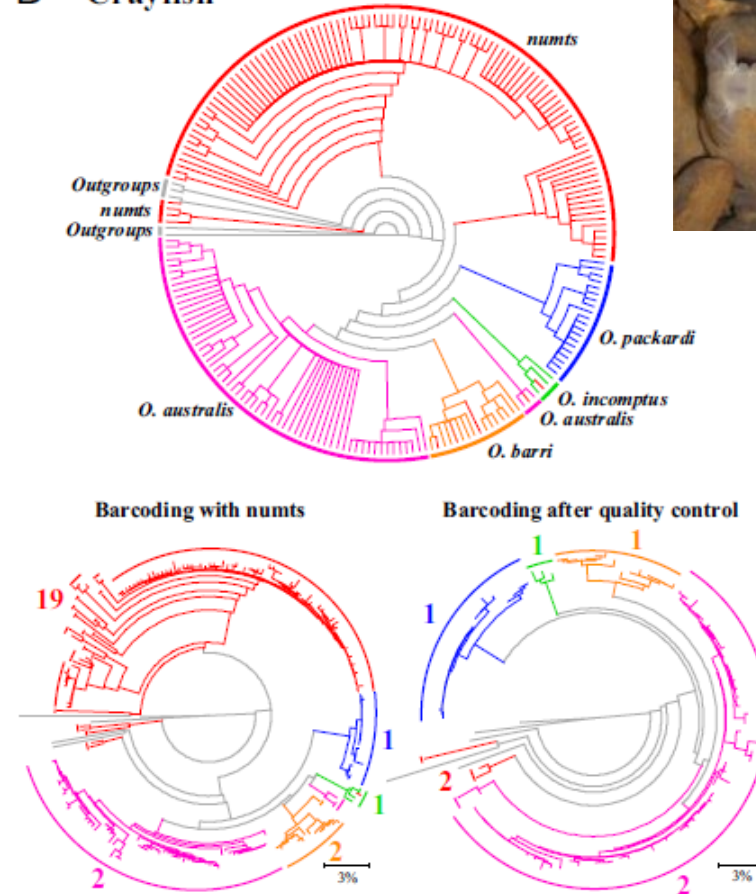 numts
Outgroups
numts
Outgroups
O. packardi
O. incomptus
O. australis
O. australis
O. barri
Barcoding with numts
Barcoding after quality control
19
1
1
2
2
3%
1
1
1
2
2
3%